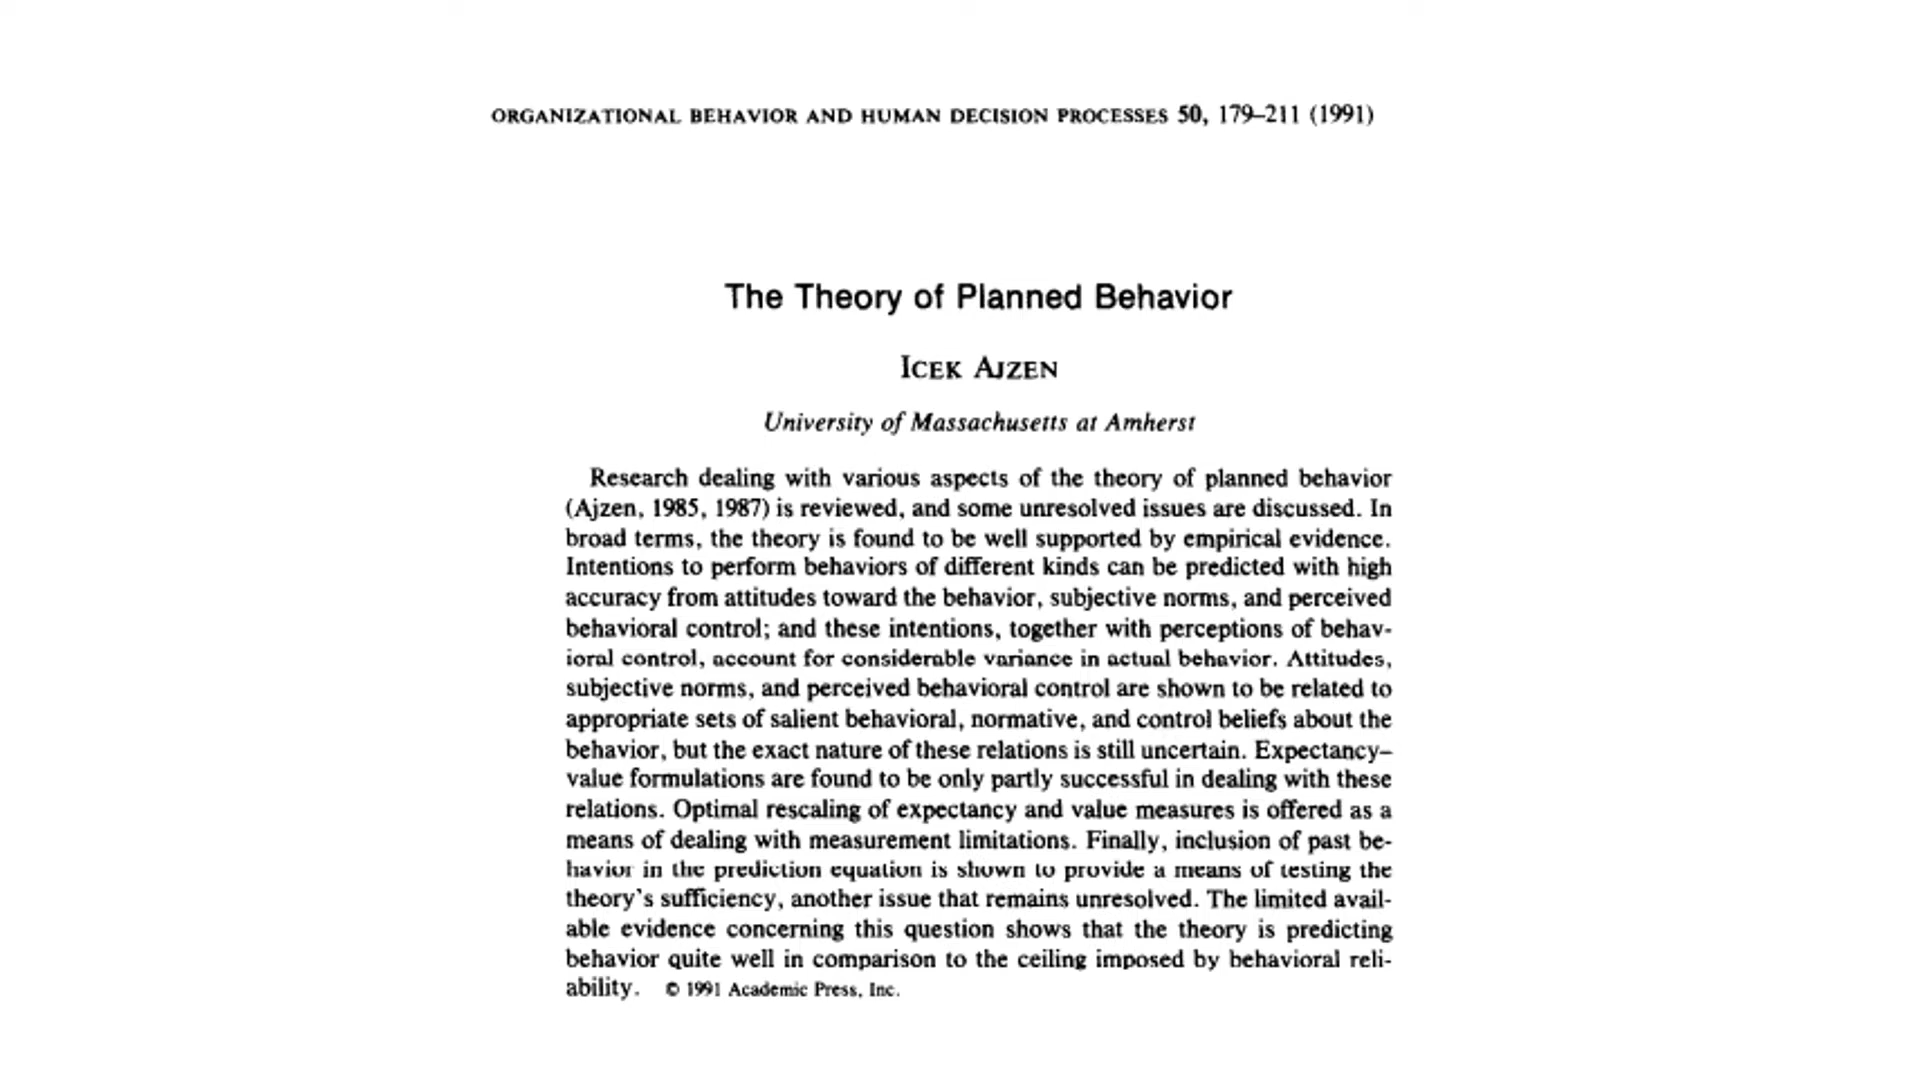 ORGANIZATIONAL BEHAVIOR AND HUMAN DECISION PROCESSES 50, 179–211 (1991)
The Theory of Planned Behavior
ICEK AJZEN
University of Massachusetts at Amherst
Research dealing with various aspects of the theory of planned behavior
(Ajzen, 1985, 1987) is reviewed, and some unresolved issues are discussed. In
broad terms, the theory is found to be well supported by empirical evidence.
Intentions to perform behaviors of different kinds can be predicted with high
accuracy from attitudes toward the behavior, subjective norms, and perceived
behavioral control; and these intentions, together with perceptions of behav-
ioral control, account for considerable variance in actual behavior. Attitudes,
subjective norms, and perceived behavioral control are shown to be related to
appropriate sets of salient behavioral, normative, and control beliefs about the
behavior, but the exact nature of these relations is still uncertain. Expectancy–
value formulations are found to be only partly successful in dealing with these
relations. Optimal rescaling of expectancy and value measures is offered as a
means of dealing with measurement limitations. Finally, inclusion of past be-
havior in the prediction equation is shown to provide a means of testing the
theory's sufficiency, another issue that remains unresolved. The limited avail-
able evidence concerning this question shows that the theory is predicting
behavior quite well in comparison to the ceiling imposed by behavioral reli-
ability. © 1991 Academic Press, Inc.